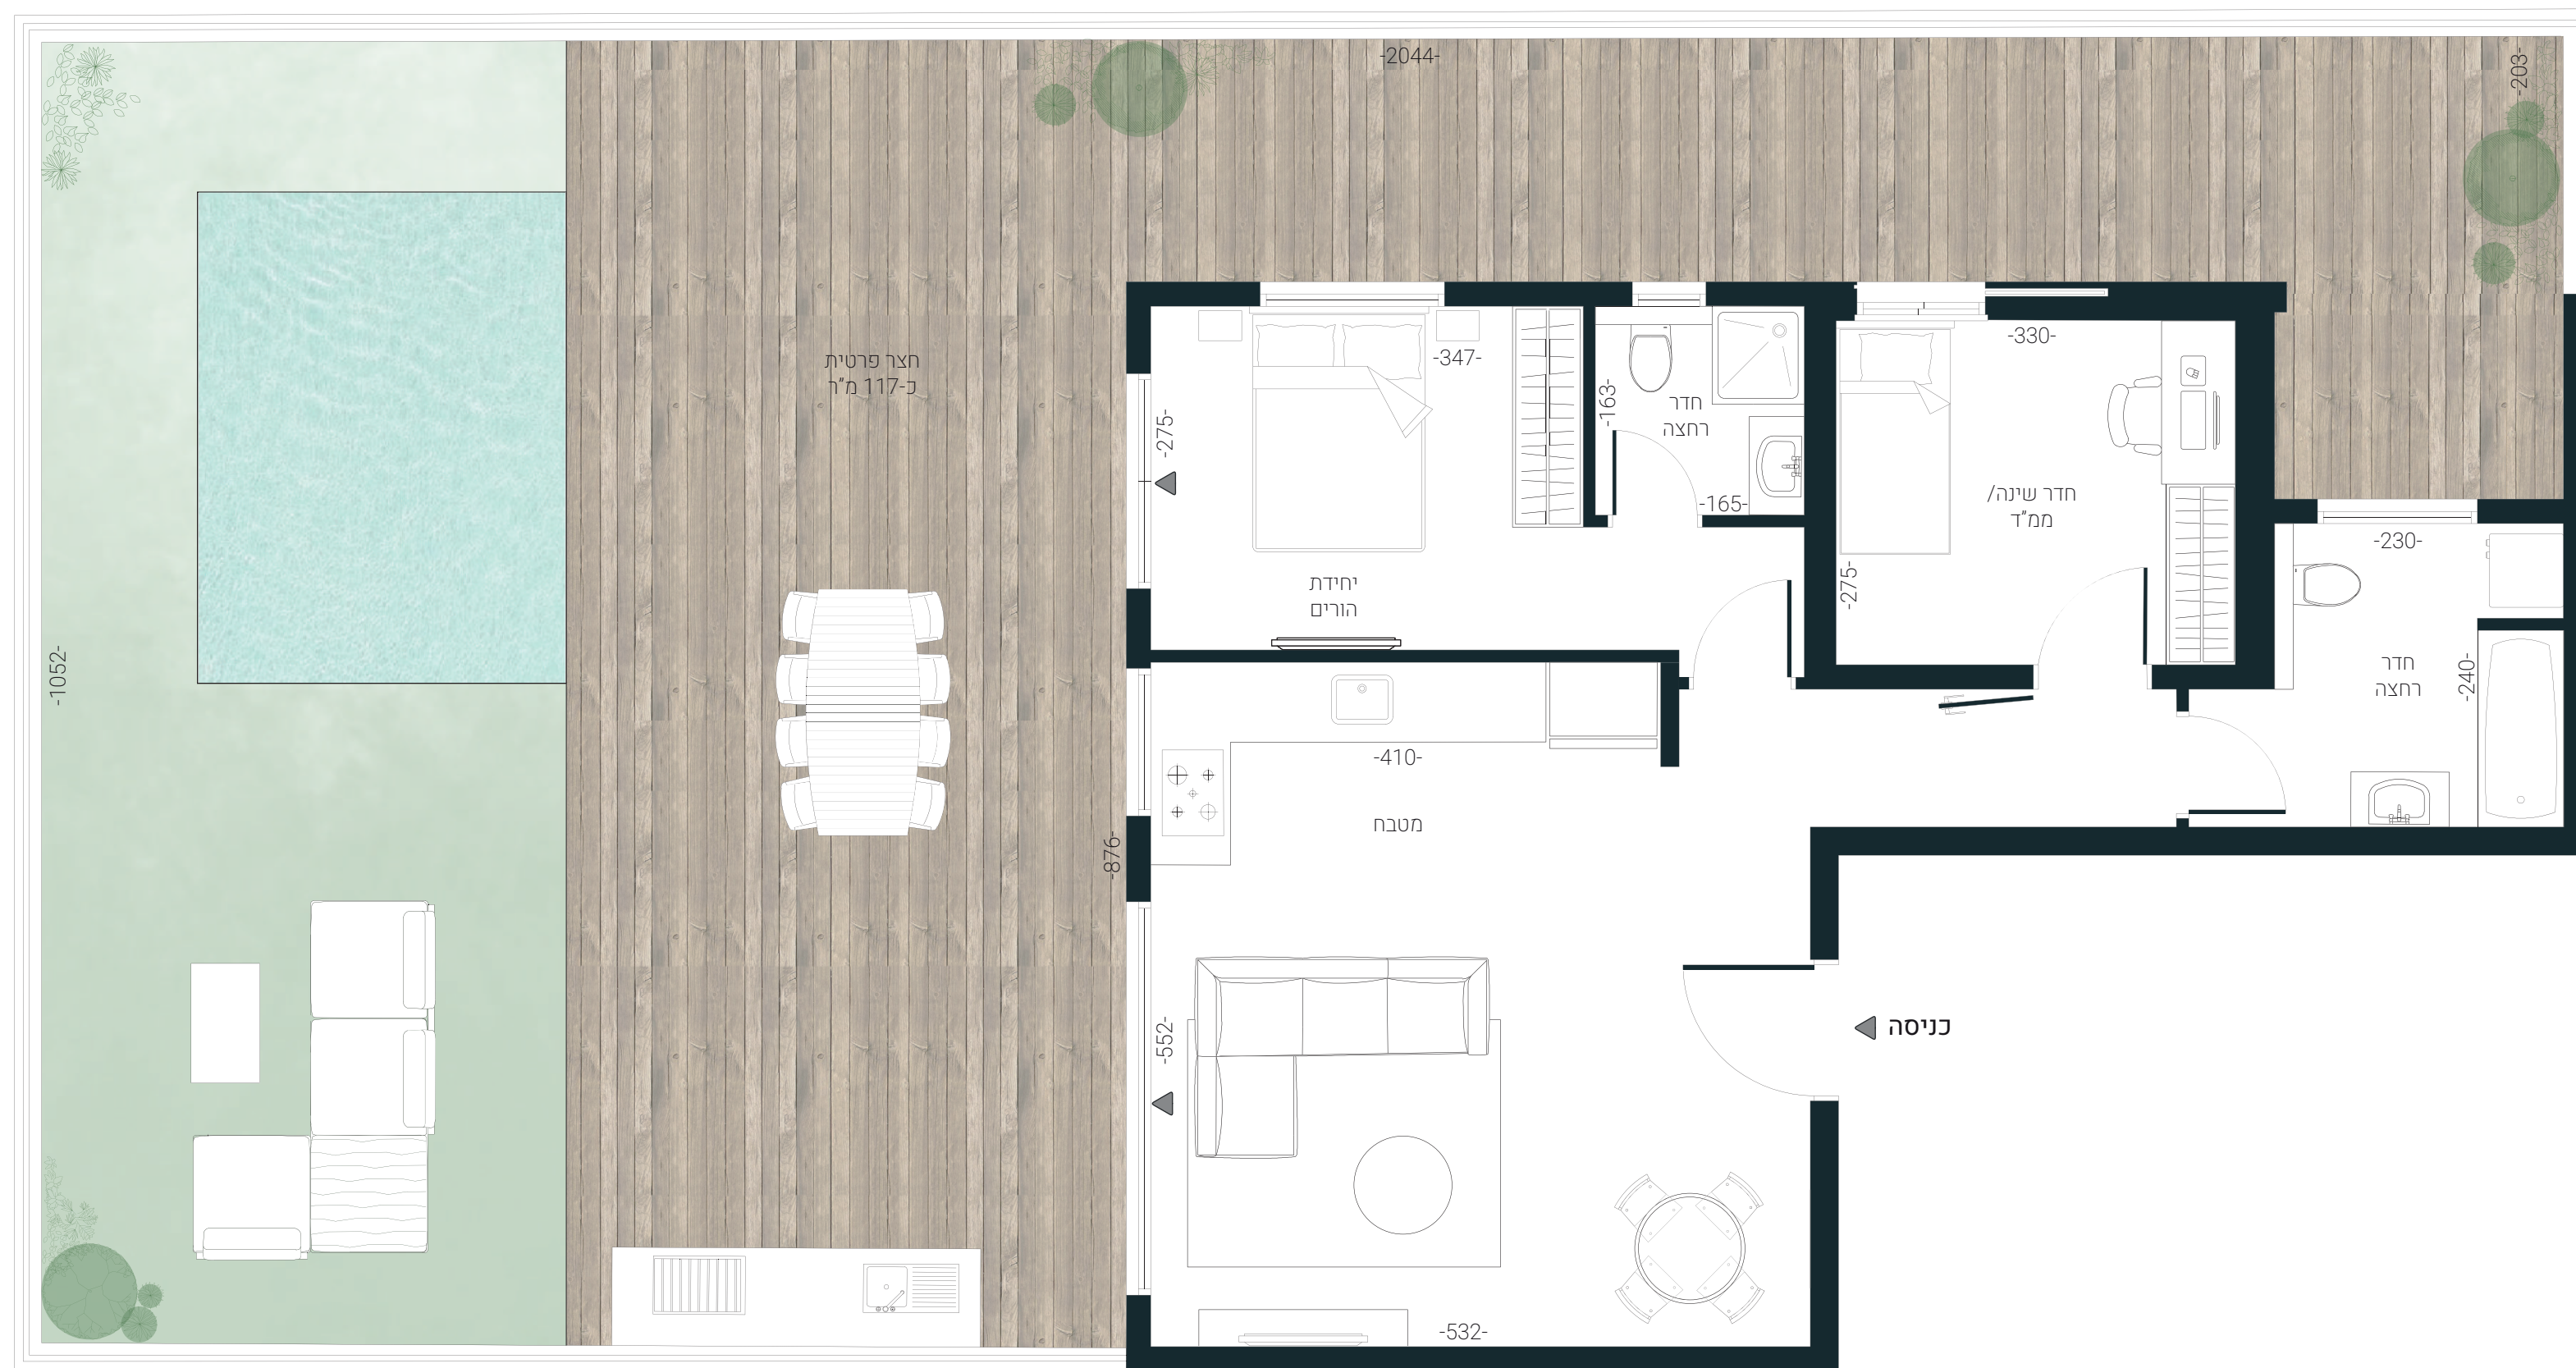 -2044-
-203-
-330-
-347-
חצר פרטית
כ-117 מ"ר
-163-
חדר
רחצה
-275-
חדר שינה/
ממ"ד
-165-
-230-
יחידת
הורים
-275-
-1052-
חדר
רחצה
-240-
-410-
מטבח
-876-
כניסה
-552-
-532-